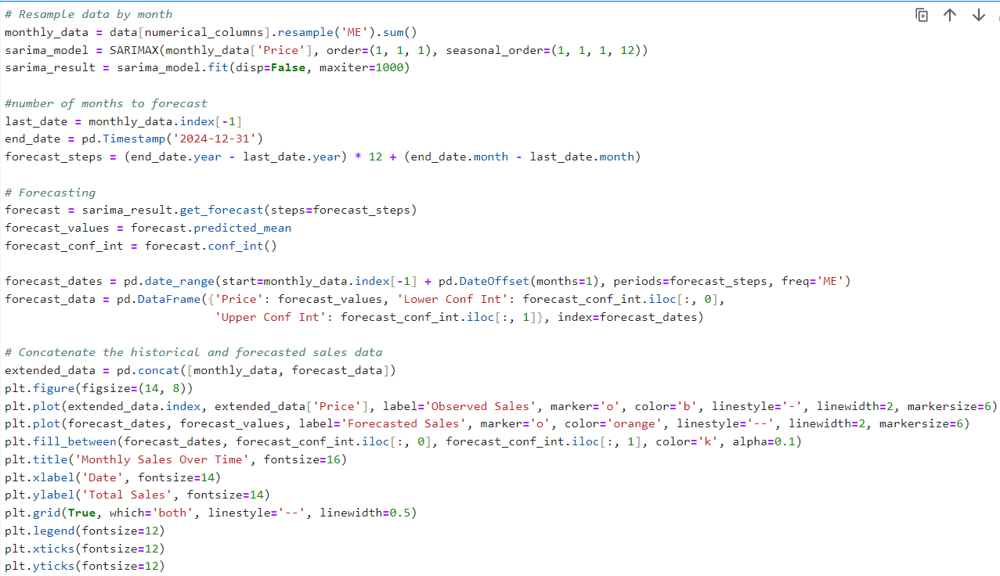 # Resample data by month
monthly_data = data[numerical_columns].resample('ME').sum()
sarima_model = SARIMAX(monthly_data['Price'], order=(1, 1, 1), seasonal_order=(1, 1, 1, 12))
sarima_result = sarima_model.fit(disp=False, maxiter=1000)
#number of months to forecast
last_date = monthly_data.index[-1]
end_date = pd.Timestamp('2024-12-31')
forecast_steps = (end_date.year - last_date.year) * 12 + (end_date.month - last_date.month)
# Forecasting
forecast = sarima_result.get_forecast(steps=forecast_steps)
forecast_values = forecast.predicted_mean
forecast_conf_int = forecast.conf_int()
forecast_dates = pd.date_range(start=monthly_data.index[-1] + pd.DateOffset(months=1), periods=forecast_steps, freq='ME')
forecast_data = pd.DataFrame({'Price': forecast_values, 'Lower Conf Int': forecast_conf_int.iloc[:, 0],
'Upper Conf Int': forecast_conf_int.iloc[:, 1]}, index=forecast_dates)
# Concatenate the historical and forecasted sales data
extended_data = pd.concat([monthly_data, forecast_data])
plt.figure(figsize=(14, 8))
plt.plot(extended_data.index, extended_data['Price'], label='Observed Sales', marker='o', color='b', linestyle='-', linewidth=2, markersize=6)
plt.plot(forecast_dates, forecast_values, label='Forecasted Sales', marker='o', color='orange', linestyle='--', linewidth=2, markersize=6)
plt.fill_between(forecast_dates, forecast_conf_int.iloc[:, 0], forecast_conf_int.iloc[:, 1], color='k', alpha=0.1)
plt.title('Monthly Sales Over Time', fontsize=16)
plt.xlabel('Date', fontsize=14)
plt.ylabel('Total Sales', fontsize=14)
plt.grid(True, which='both', linestyle='--', linewidth=0.5)
plt.legend(fontsize=12)
plt.xticks(fontsize=12)
plt.yticks(fontsize=12)